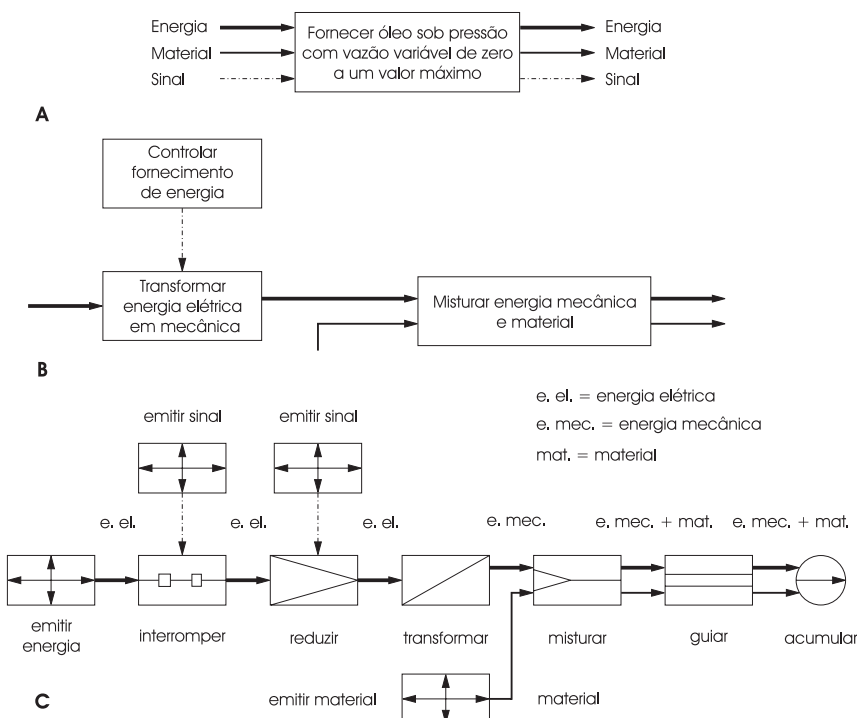 Energia
Material
Sinal
Fornecer óleo sob pressão
com vazão variável de zero
a um valor máximo
Energia
Material
Sinal
A
Controlar
fornecimento
de energia
Transformar
energia elétrica
em mecânica
Misturar energia mecânica
e material
B
e. el. = energia elétrica
e. mec. = energia mecânica
mat. = material
emitir sinal
emitir sinal
e. el.
e. el.
e. el.
e. mec.
e. mec. + mat.
e. mec. + mat.
emitir
energia
interromper
reduzir
transformar
misturar
guiar
acumular
emitir material
material
C